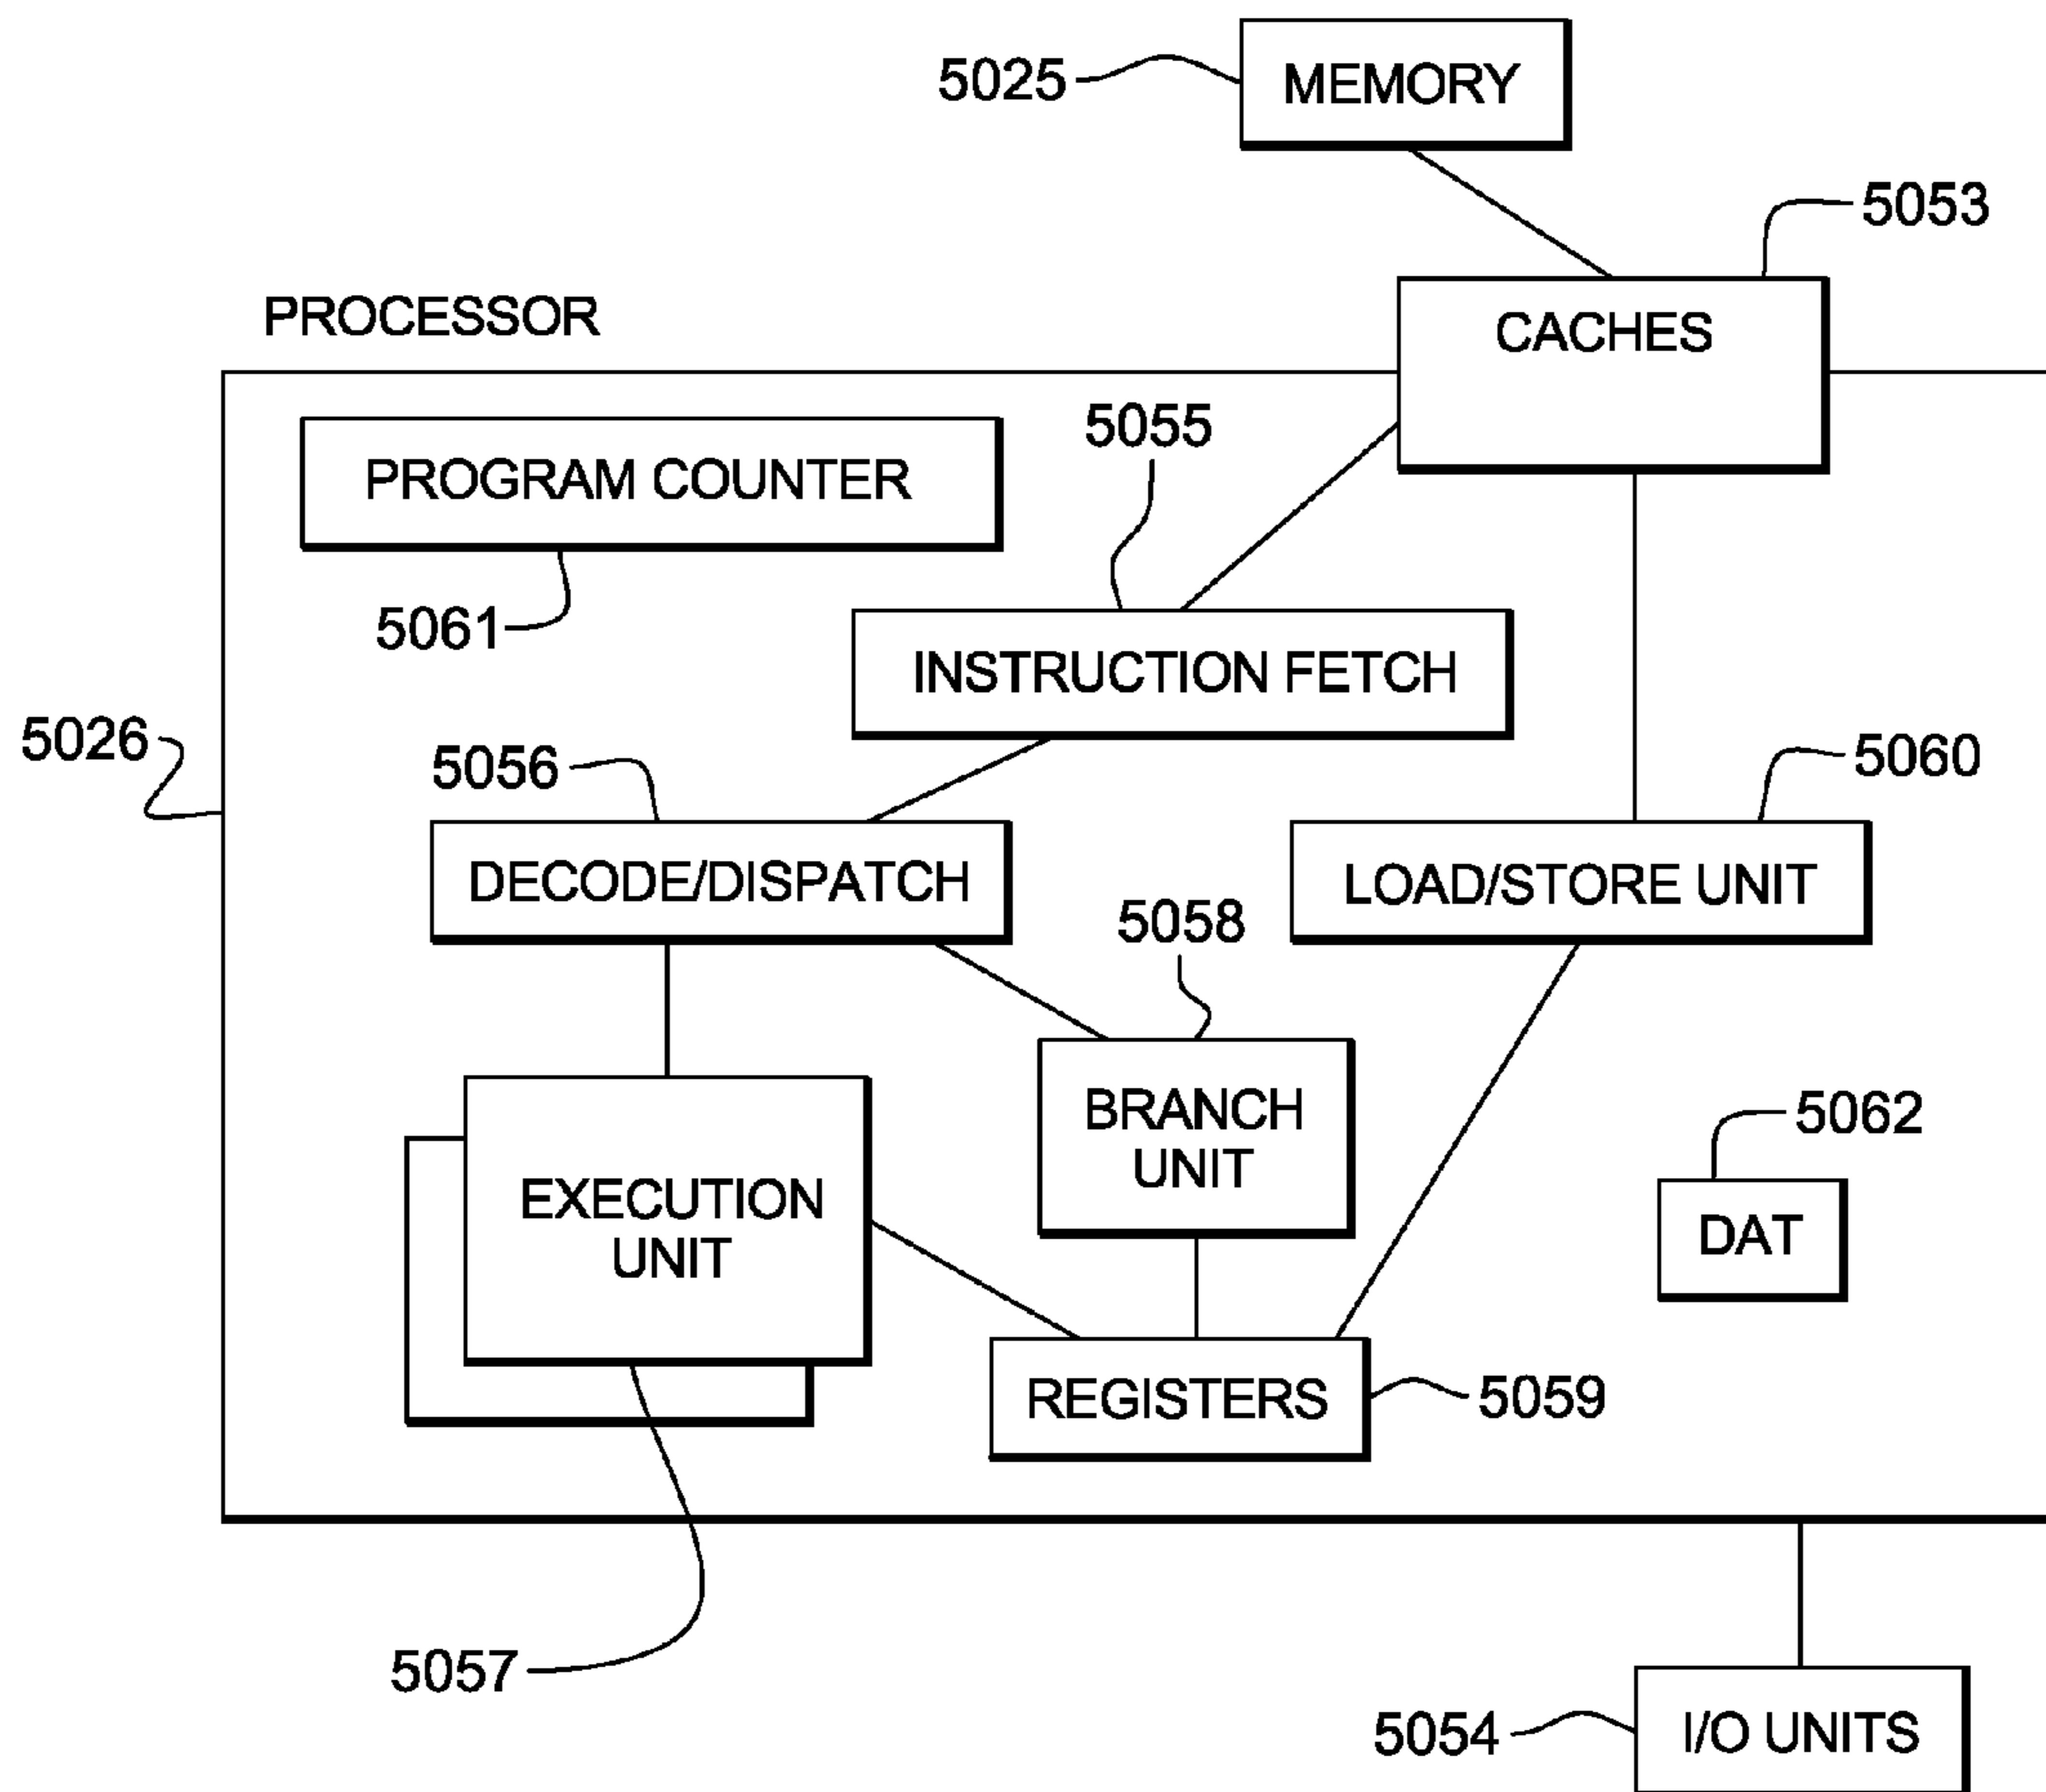 MEMORY
5025
5053
CACHES
PROCESSOR
5055
PROGRAM COUNTER
5061
INSTRUCTION FETCH
5026
5056
5060
DECODE/DISPATCH
LOAD/STORE UNIT
5058
BRANCH
UNIT
5062
EXECUTION
UNIT
DAT
REGISTERS
5059
5057
5054
I/O UNITS